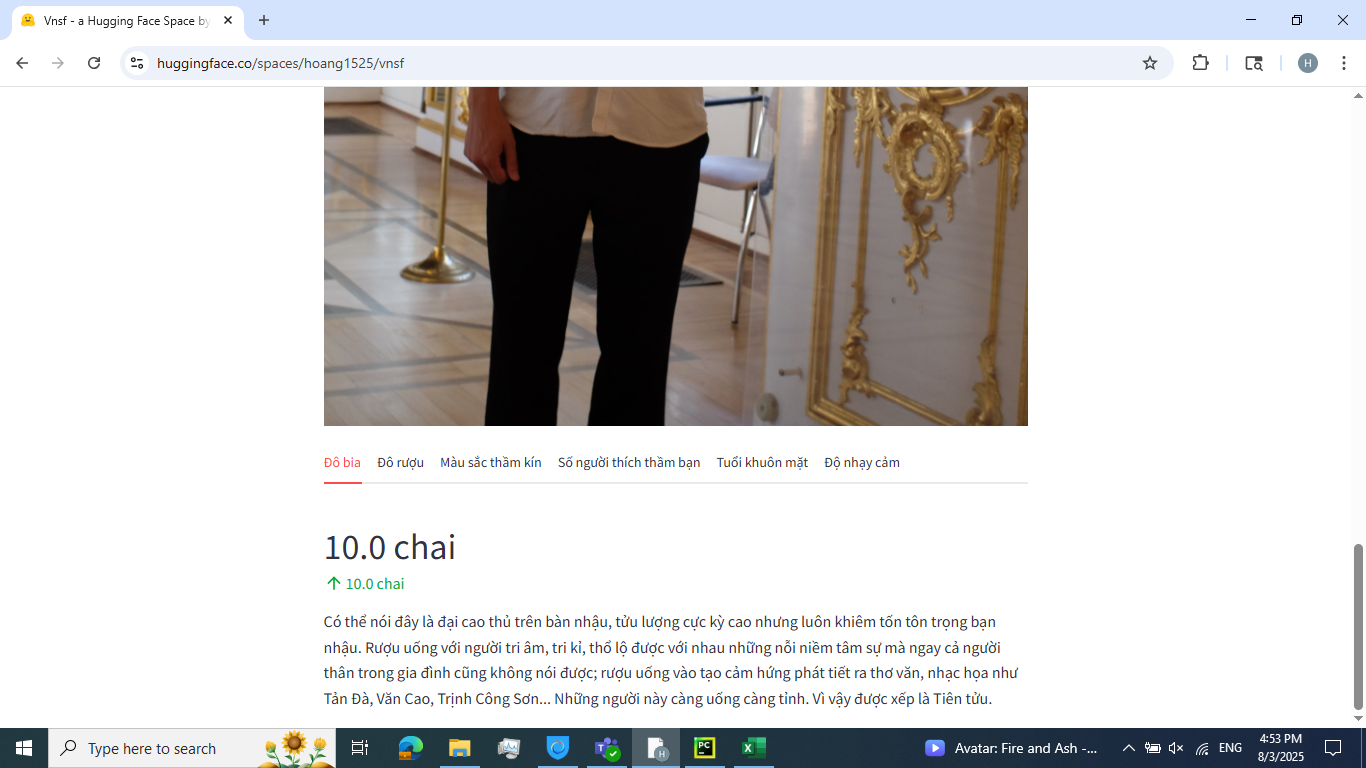 Vnsf - a Hugging Face Space by
huggingface.co/spaces/hoang1525/vnsf
H
Đô bia Đô rượu Màu sắc thầm kín Số người thích thầm bạn Tuổi khuôn mặt Độ nhạy cảm
10.0 chai
10.0 chai
Có thể nói đây là đại cao thủ trên bàn nhậu, tửu lượng cực kỳ cao nhưng luôn khiêm tốn tôn trọng bạn
nhậu. Rượu uống với người tri âm, tri kỉ, thổ lộ được với nhau những nỗi niềm tâm sự mà ngay cả người
thân trong gia đình cũng không nói được; rượu uống vào tạo cảm hứng phát tiết ra thơ văn, nhạc họa như
Tản Đà, Văn Cao, Trịnh Công Sơn... Những người này càng uống càng tỉnh. Vì vậy được xếp là Tiên tửu.
Type here to search
H
PC
Avatar: Fire and Ash -...
ENG
4:53 PM
8/3/2025